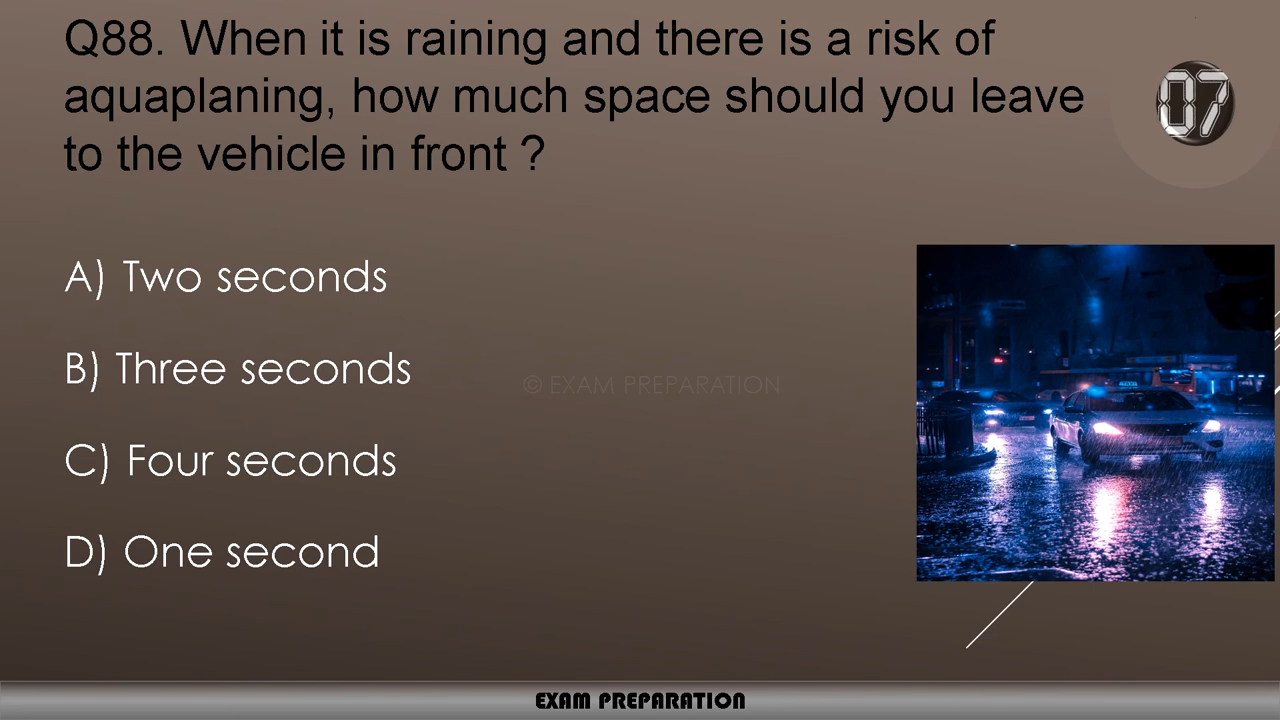 Q88. When it is raining and there is a risk of
aquaplaning, how much space should you leave
to the vehicle in front ?
07
A) Two seconds
B) Three seconds
© EXAM PREPARATION
C) Four seconds
D) One second
EXAM PREPARATION